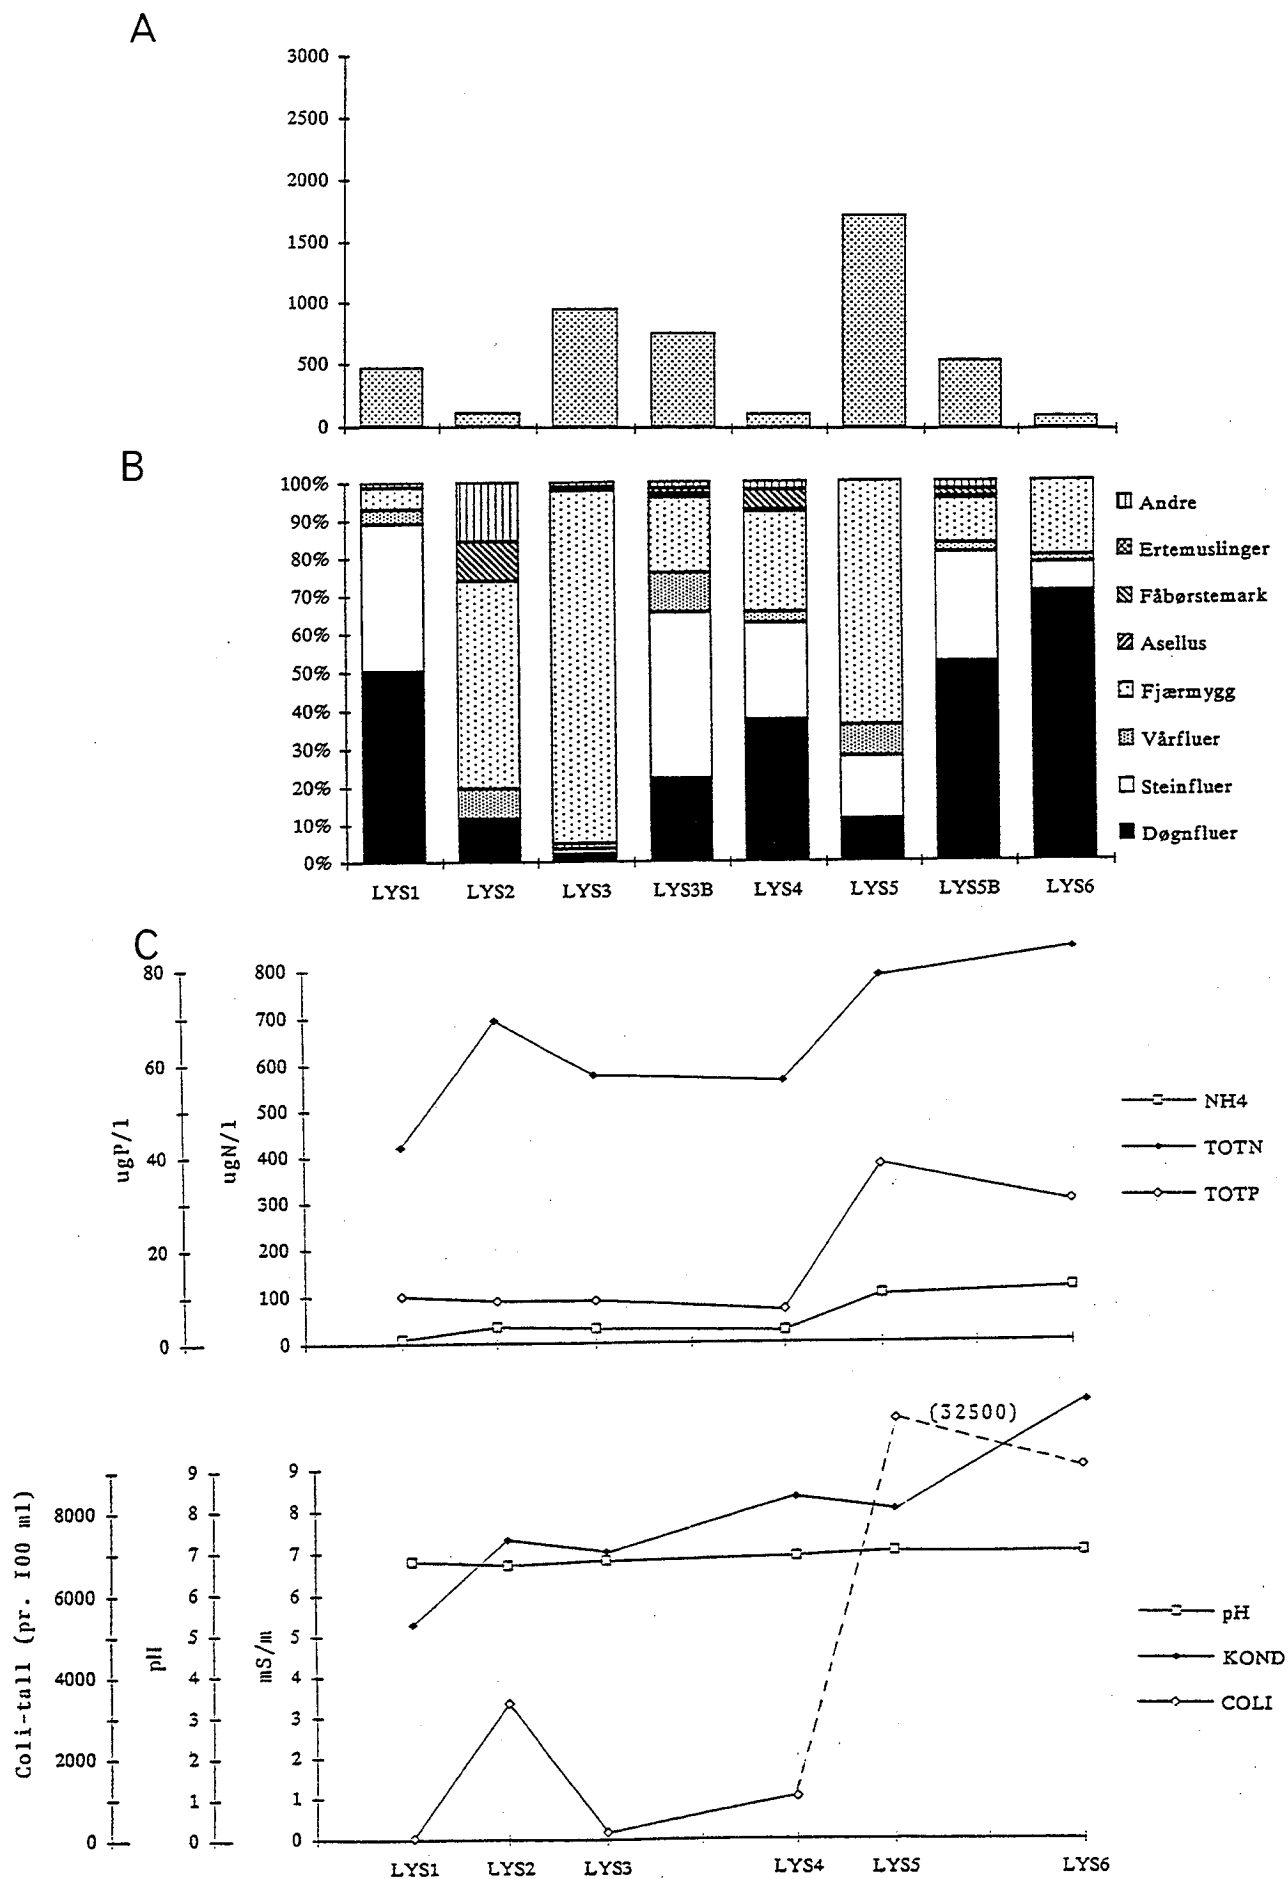 A
3000
2500
2000
1500
1000
500
0
B
100%
90%
80%
70%
60%
50%
40%
30%
20%
10%
0%
Andre
Ertemuslinger
Fåbørstemark
Asellus
Fjærmygg
Vårfluer
Steinfluer
Døgnfluer
LYS1 LYS2 LYS3 LYS3B LYS4 LYS5 LYS5B LYS6
C
ugP/l
80
60
40
20
0
ugN/l
800
700
600
500
400
300
200
100
0
NH4
TOTN
TOTP
Coli-tall (pr. 100 ml)
8000
6000
4000
2000
0
pH
9
8
7
6
5
4
3
2
1
0
mS/m
9
8
7
6
5
4
3
2
1
0
(32500)
pH
KOND
COLI
LYS1 LYS2 LYS3 LYS4 LYS5 LYS6